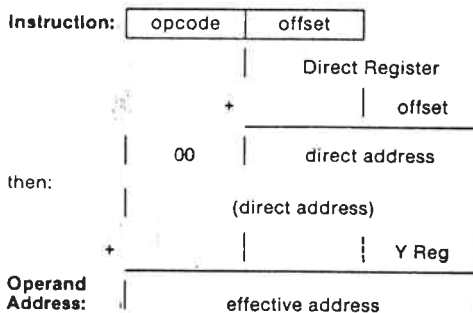 Instruction: opcode offset
Direct Register
+ offset
00 direct address
then:
(direct address)
+ Y Reg
Operand
Address: effective address